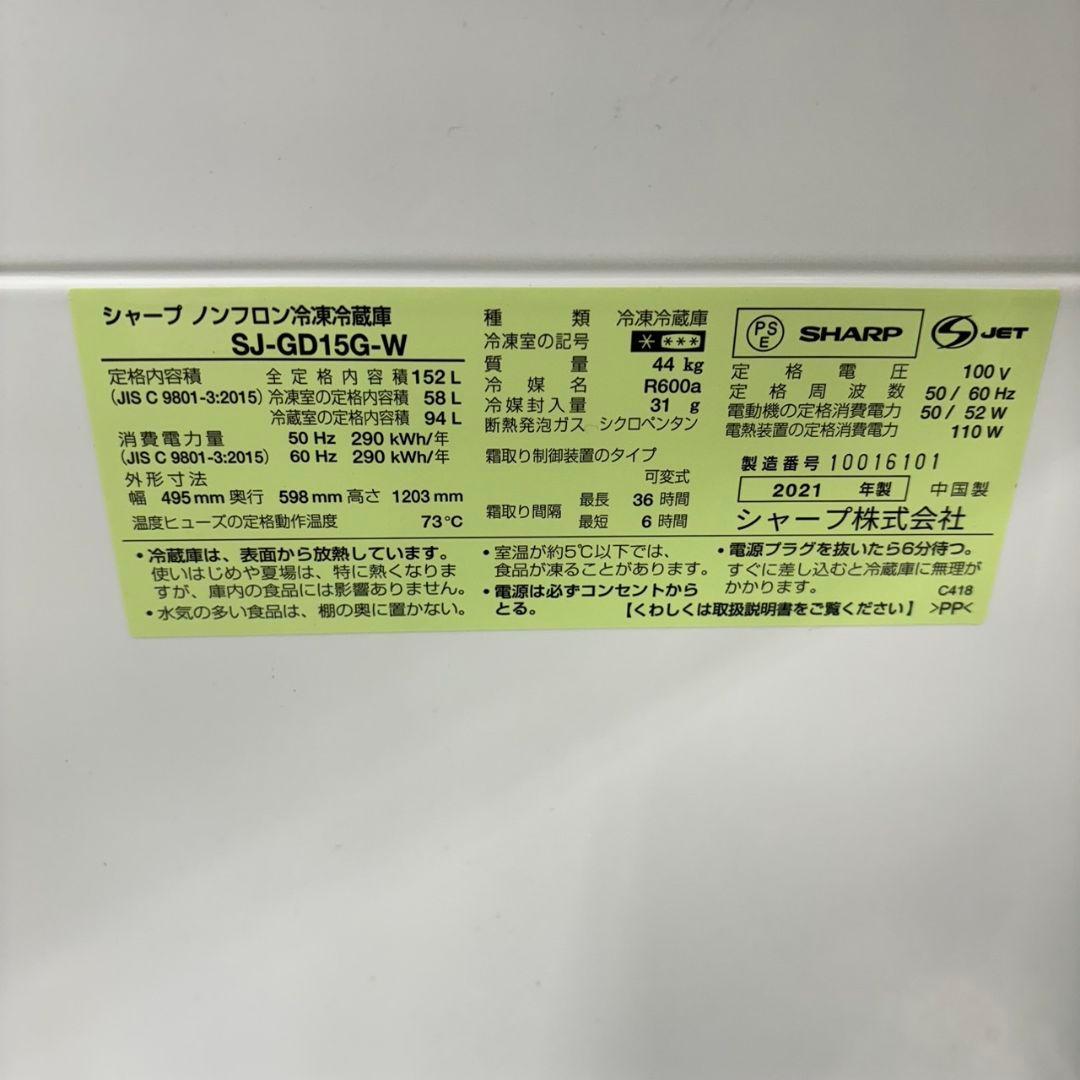 シャープ ノンフロン冷凍冷蔵庫
SJ-GD15G-W
定格内容積 全定格内容積 152 L
(JIS C 9801-3:2015) 冷凍室の定格内容積 58 L
冷蔵室の定格内容積 94 L
消費電力量 50 Hz 290 kWh/年
(JIS C 9801-3:2015) 60 Hz 290 kWh/年
外形寸法
幅 495 mm 奥行 598 mm 高さ 1203 mm
温度ヒューズの定格動作温度 73℃
種類 冷凍冷蔵庫
冷凍室の記号 * ***
質量 44 kg
冷媒名 R600a
冷媒封入量 31 g
断熱発泡ガス シクロペンタン
霜取り制御装置のタイプ
可変式
霜取り間隔 最長 36 時間
最短 6 時間
PS
E
SHARP
S JET
定格電圧 100 V
定格周波数 50 / 60 Hz
電動機の定格消費電力 50 / 52 W
電熱装置の定格消費電力 110 W
製造番号 10016101
2021 年製 中国製
シャープ株式会社
・冷蔵庫は、表面から放熱しています。
使いはじめや夏場は、特に熱くなりま
すが、庫内の食品には影響ありません。
・水気の多い食品は、棚の奥に置かない。
・室温が約5℃以下では、
食品が凍ることがあります。
・電源は必ずコンセントから
とる。
・電源プラグを抜いたら6分待つ。
すぐに差し込むと冷蔵庫に無理が
かかります。
C418
【くわしくは取扱説明書をご覧ください】 >PP<